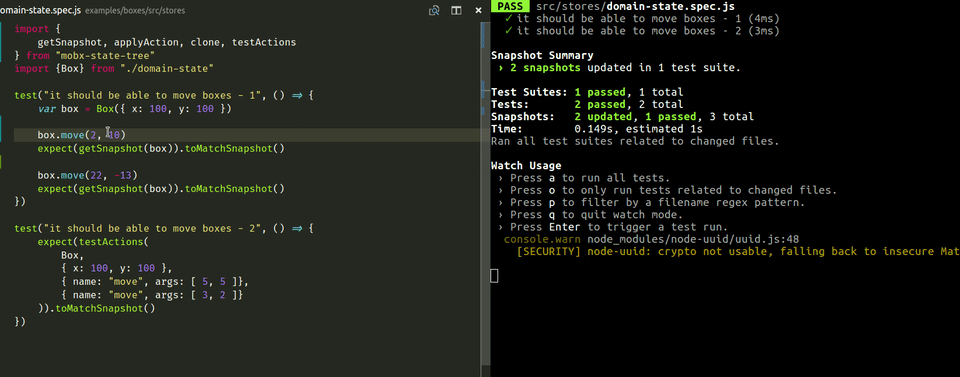 omain-state.spec.js examples/boxes/src/stores
import {
    getSnapshot, applyAction, clone, testActions
} from "mobx-state-tree"
import {Box} from "./domain-state"
test("it should be able to move boxes - 1", () => {
    var box = Box({ x: 100, y: 100 })
    box.move(2, 10)
    expect(getSnapshot(box)).toMatchSnapshot()
    box.move(22, -13)
    expect(getSnapshot(box)).toMatchSnapshot()
})
test("it should be able to move boxes - 2", () => {
    expect(testActions(
        Box,
        { x: 100, y: 100 },
        { name: "move", args: [ 5, 5 ]},
        { name: "move", args: [ 3, 2 ]}
    )).toMatchSnapshot()
})
PASS src/stores/domain-state.spec.js
✓ it should be able to move boxes - 1 (4ms)
✓ it should be able to move boxes - 2 (3ms)
Snapshot Summary
› 2 snapshots updated in 1 test suite.
Test Suites: 1 passed, 1 total
Tests: 2 passed, 2 total
Snapshots: 2 updated, 1 passed, 3 total
Time: 0.149s, estimated 1s
Ran all test suites related to changed files.
Watch Usage
› Press a to run all tests.
› Press o to only run tests related to changed files.
› Press p to filter by a filename regex pattern.
› Press q to quit watch mode.
› Press Enter to trigger a test run.
console.warn node_modules/node-uuid/uuid.js:48
[SECURITY] node-uuid: crypto not usable, falling back to insecure Mat